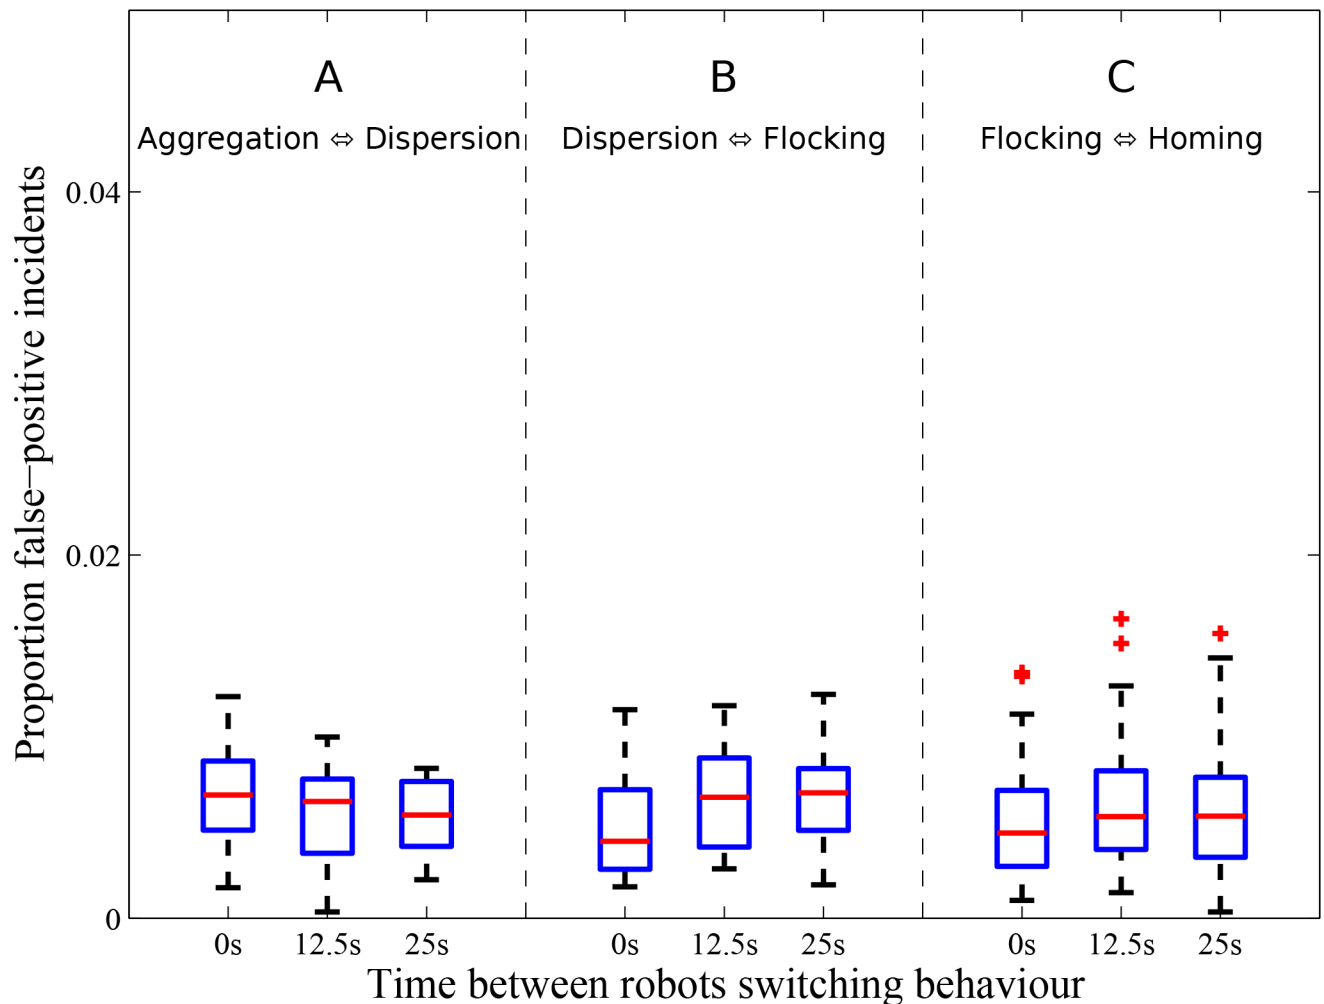 A B C
Aggregation ⇔ Dispersion Dispersion ⇔ Flocking Flocking ⇔ Homing
Proportion false−positive incidents
0.04
0.02
0
0s 12.5s 25s 0s 12.5s 25s 0s 12.5s 25s
Time between robots switching behaviour